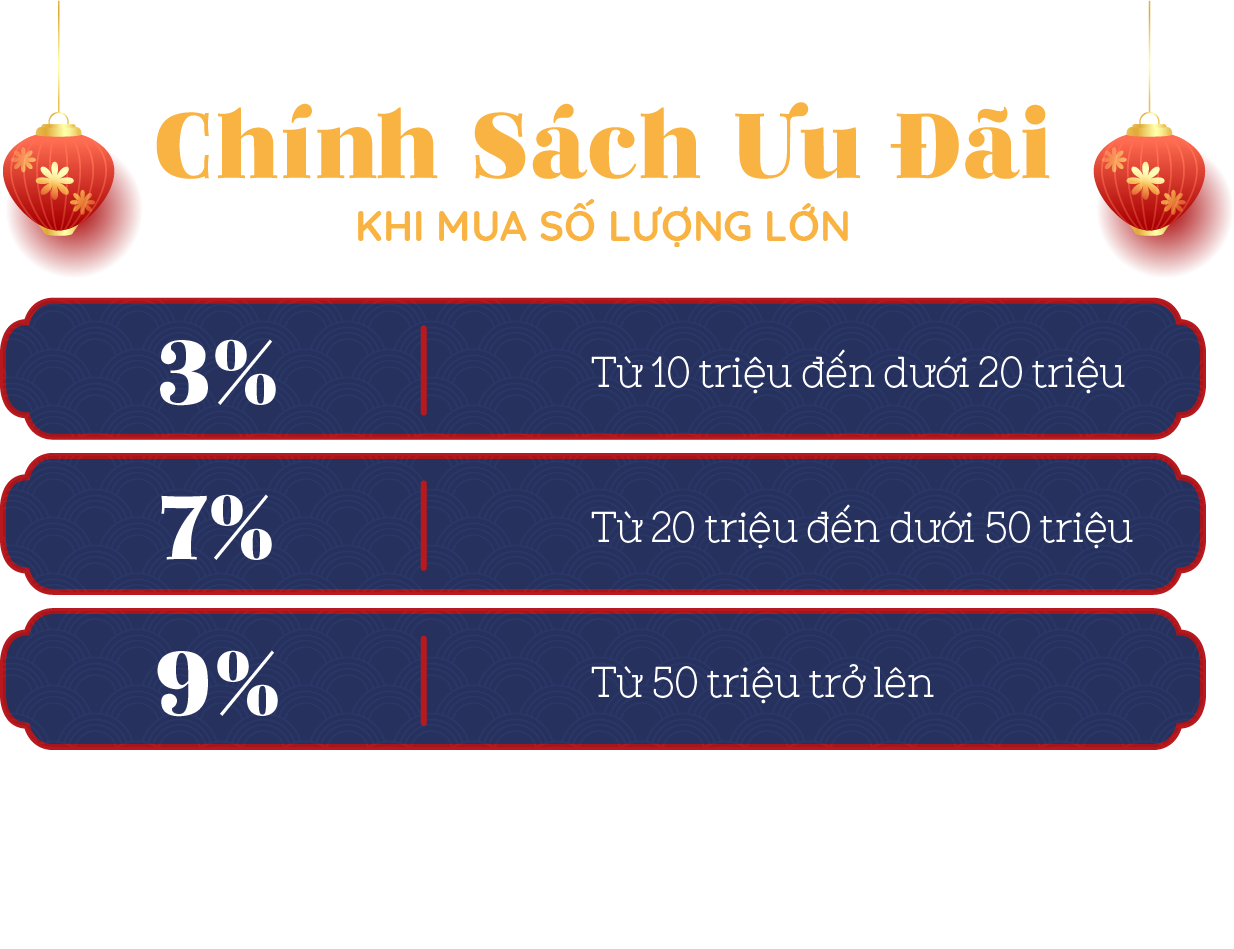 Chính Sách Ưu Đãi
KHI MUA SỐ LƯỢNG LỚN
3%
Từ 10 triệu đến dưới 20 triệu
7%
Từ 20 triệu đến dưới 50 triệu
9%
Từ 50 triệu trở lên